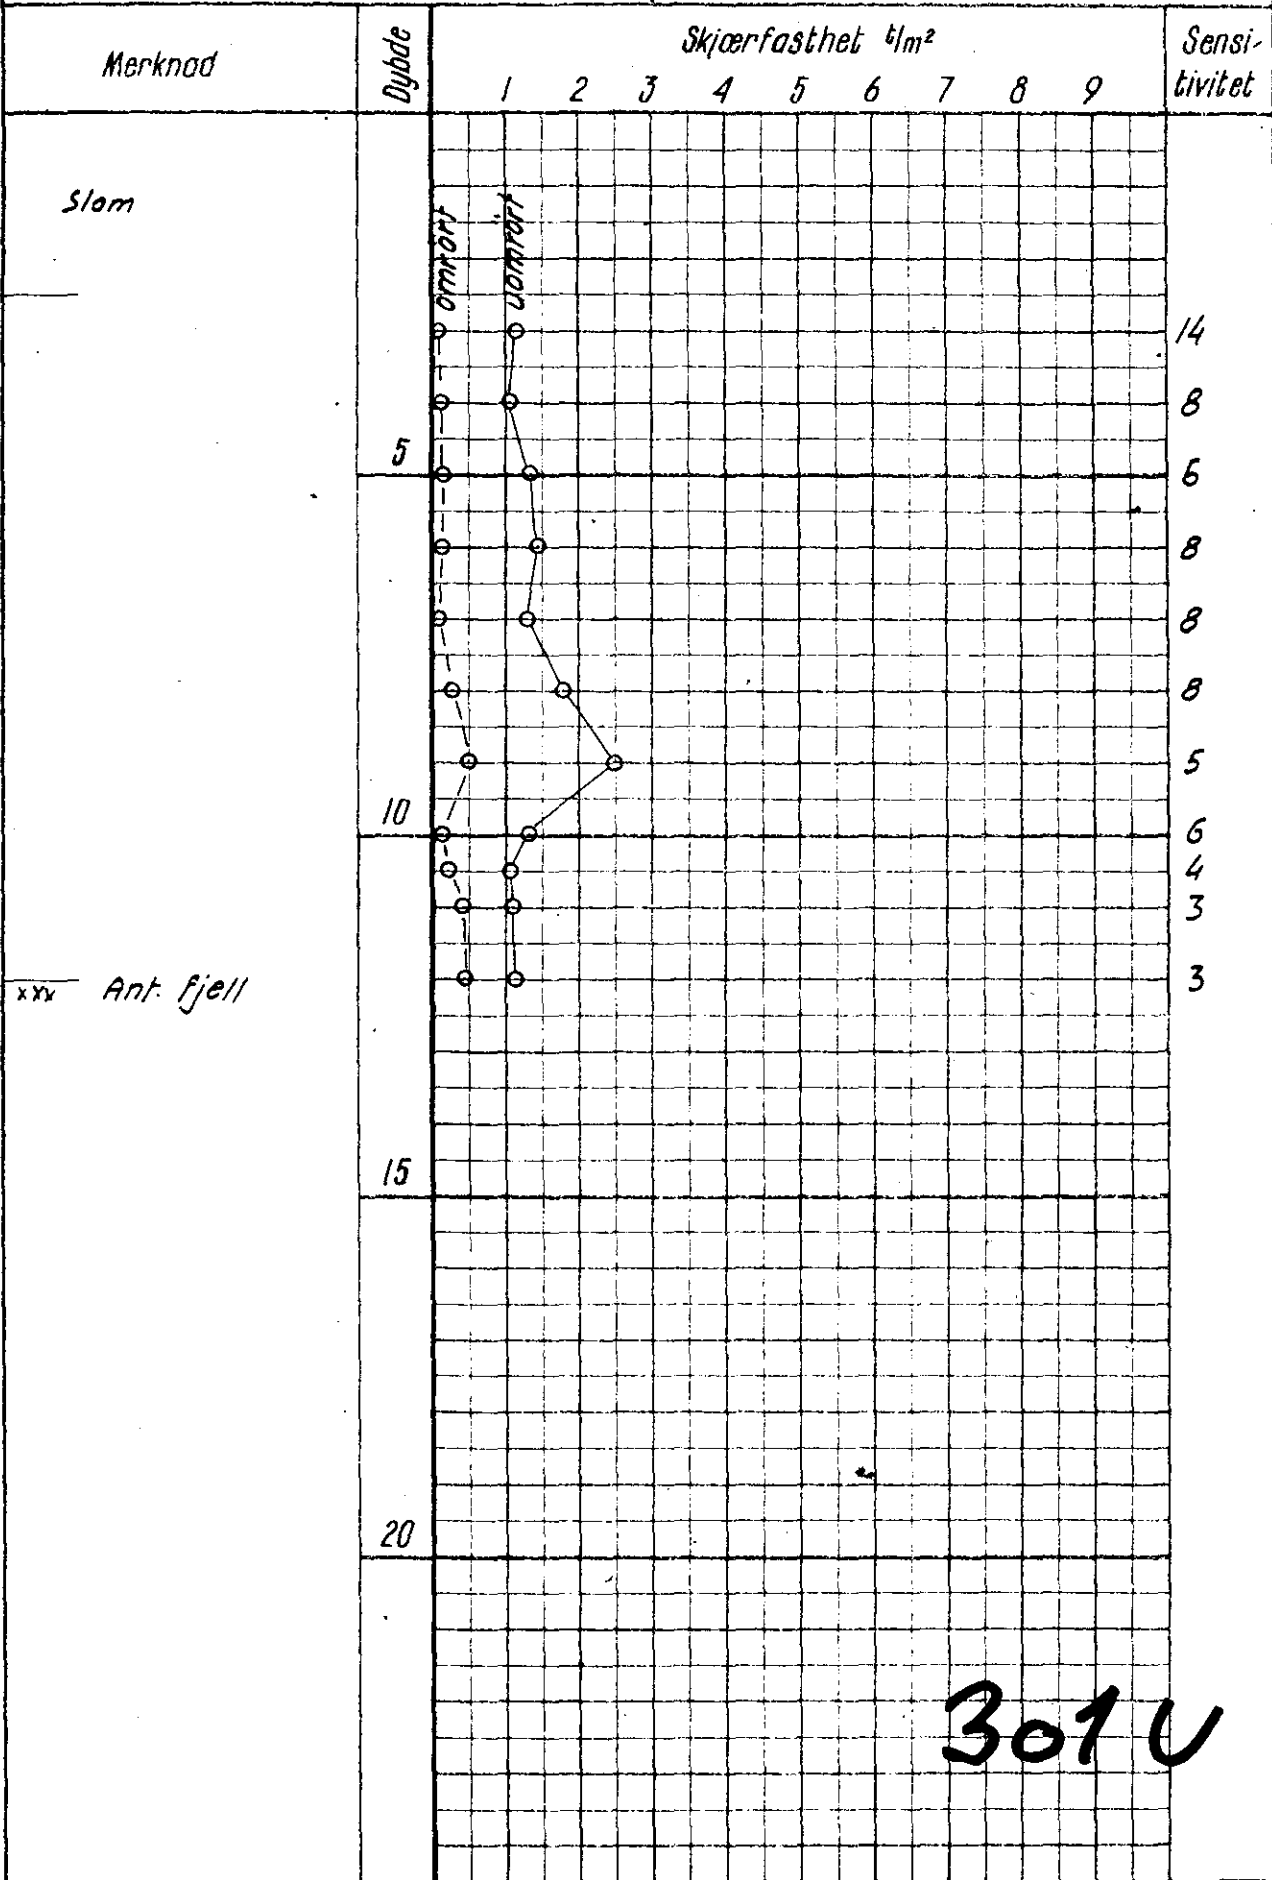 Merknad
Dybde
Skjærfasthet t/m²
Sensi-
tivitet
1 2 3 4 5 6 7 8 9
Slam
omrørt
uomrørt
14
8
5
6
8
8
8
5
10
6
4
3
xxx Ant. fjell
3
15
20
301 U